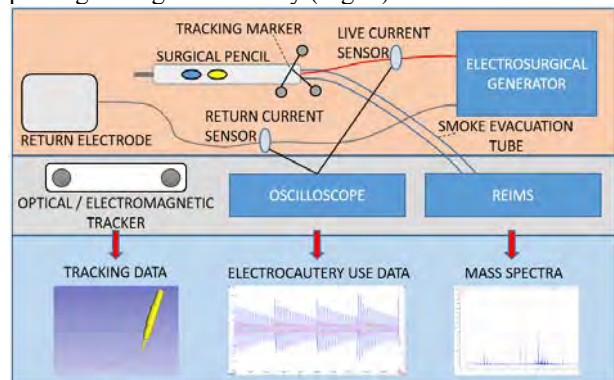 TRACKING MARKER
LIVE CURRENT
SENSOR
SURGICAL PENCIL
ELECTROSURGICAL
GENERATOR
RETURN CURRENT
SENSOR
RETURN ELECTRODE
SMOKE EVACUATION
TUBE
OPTICAL / ELECTROMAGNETIC
TRACKER
OSCILLOSCOPE
REIMS
TRACKING DATA
ELECTROCAUTERY USE DATA
MASS SPECTRA